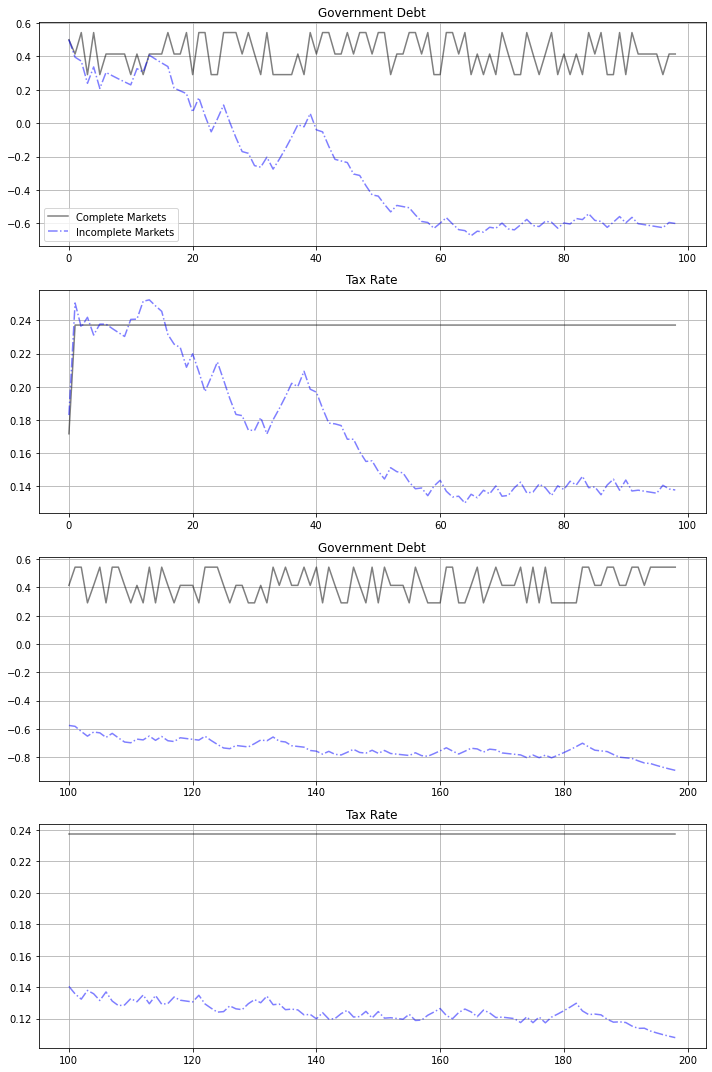 Government Debt
0.6
0.4
0.2
0.0
−0.2
−0.4
−0.6
Complete Markets
Incomplete Markets
0 20 40 60 80 100
Tax Rate
0.24
0.22
0.20
0.18
0.16
0.14
0 20 40 60 80 100
Government Debt
0.6
0.4
0.2
0.0
−0.2
−0.4
−0.6
−0.8
100 120 140 160 180 200
Tax Rate
0.24
0.22
0.20
0.18
0.16
0.14
0.12
100 120 140 160 180 200